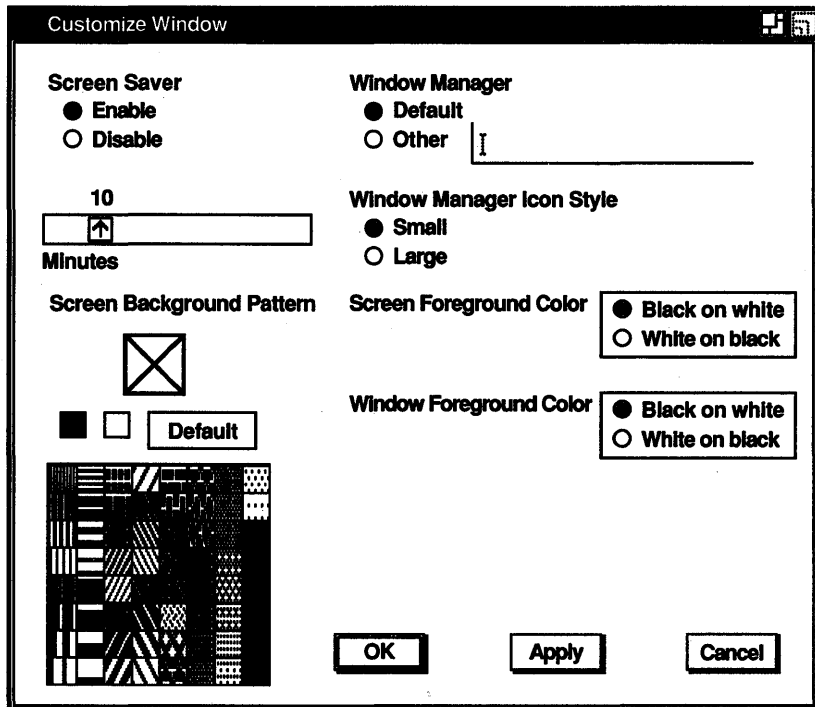 Customize Window
Screen Saver
Enable
Disable
10
Minutes
Window Manager
Default
Other
Window Manager Icon Style
Small
Large
Screen Background Pattern
Default
Screen Foreground Color
Black on white
White on black
Window Foreground Color
Black on white
White on black
OK
Apply
Cancel